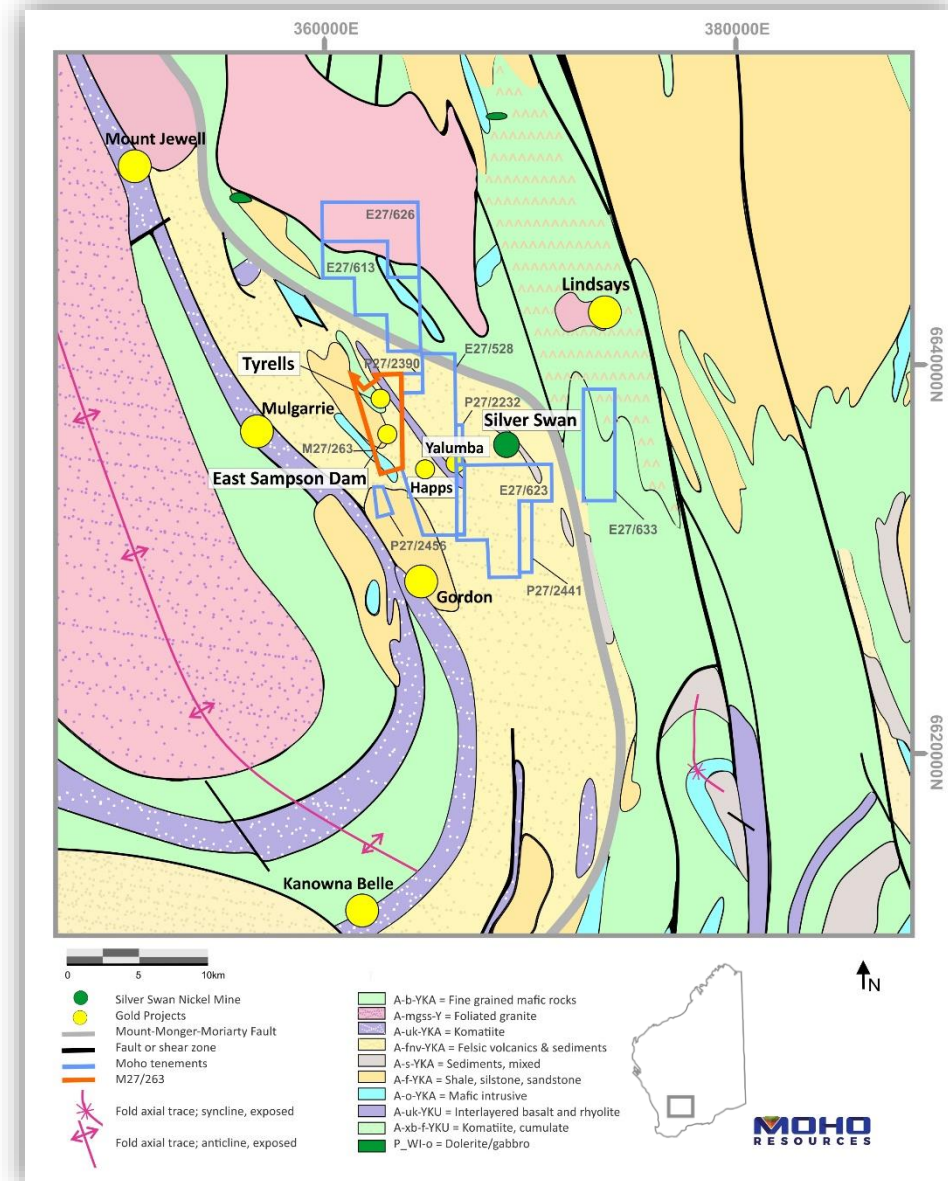 360000E
380000E
Mount Jewell
E27/626
E27/613
Lindsays
E27/528
6640000N
P27/2390
Tyrells
P27/2232
Mulgarrie
Silver Swan
M27/263
Yalumba
East Sampson Dam
Happs
E27/623
E27/633
P27/2456
P27/2441
Gordon
6620000N
Kanowna Belle
0 5 10km
Silver Swan Nickel Mine
Gold Projects
Mount-Monger-Moriarty Fault
Fault or shear zone
Moho tenements
M27/263
Fold axial trace; syncline, exposed
Fold axial trace; anticline, exposed
A-b-YKA = Fine grained mafic rocks
A-mgss-Y = Foliated granite
A-uk-YKA = Komatiite
A-fnv-YKA = Felsic volcanics & sediments
A-s-YKA = Sediments, mixed
A-f-YKA = Shale, silstone, sandstone
A-o-YKA = Mafic intrusive
A-uk-YKU = Interlayered basalt and rhyolite
A-xb-f-YKU = Komatiite, cumulate
P_WI-o = Dolerite/gabbro
N
MOHO
RESOURCES